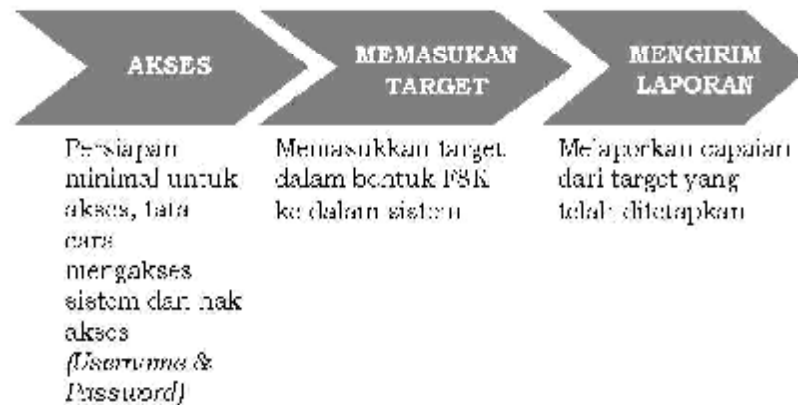 AKSES
MEMASUKAN
TARGET
MENGIRIM
LAPORAN
Persiapan
minimal untuk
akses, tata
cara
mengakses
sistem dan hak
akses
(Username &
Password)
Memasukkan target
dalam bentuk PSK
ke dalam sistem
Melaporkan capaian
dari target yang
telah ditetapkan